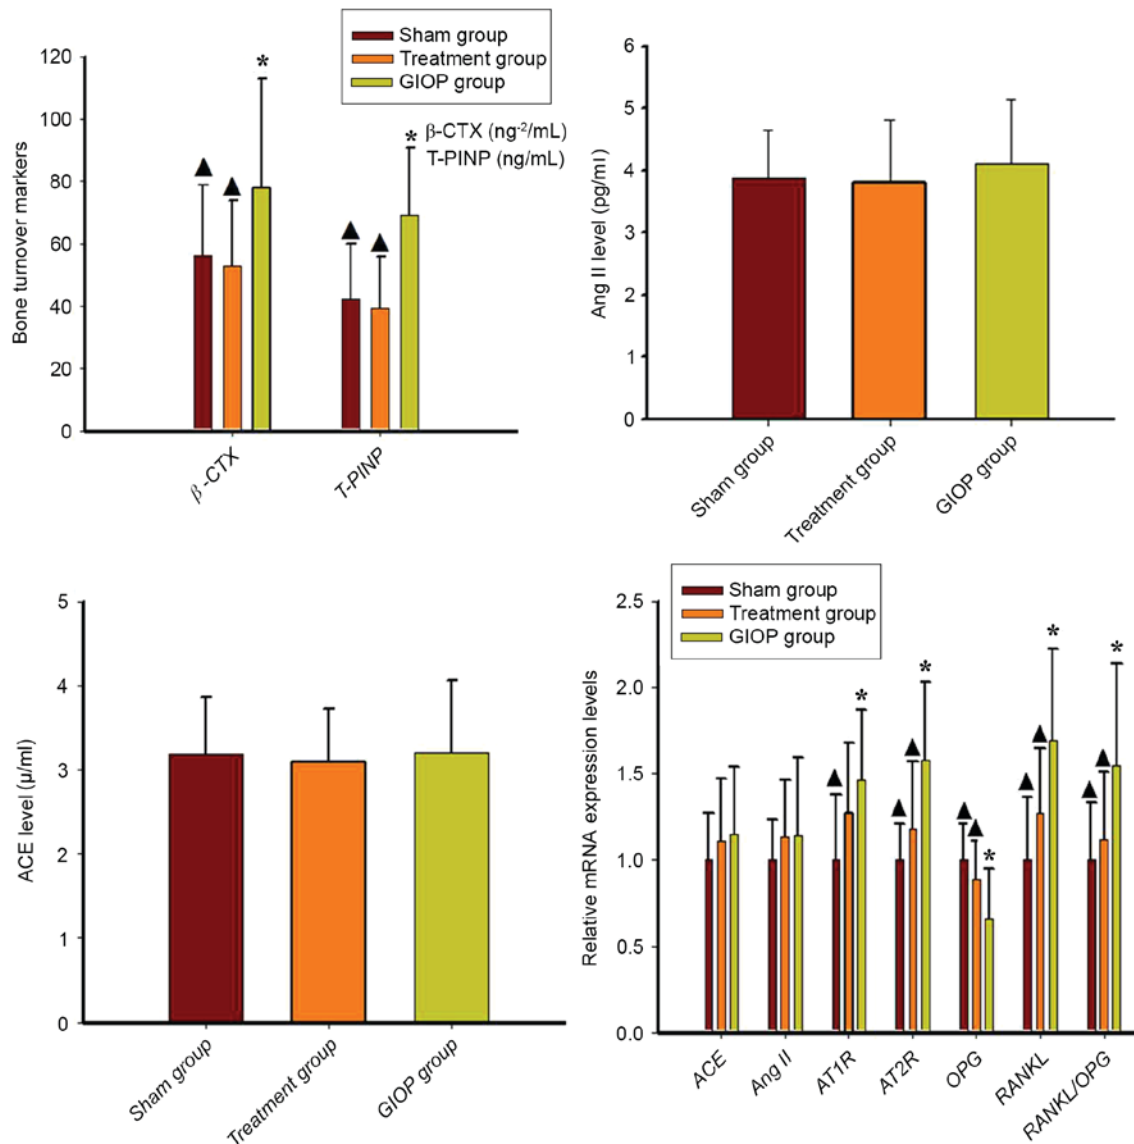 Sham group
Treatment group
GIOP group
120
100
80
60
40
20
0
Bone turnover markers
* 
* β-CTX (ng-2/mL)
T-PINP (ng/mL)
▲ ▲
▲ ▲
β-CTX
T-PINP
6
5
4
3
2
1
0
Ang II level (pg/ml)
Sham group
Treatment group
GIOP group
5
4
3
2
1
0
ACE level (μ/ml)
Sham group
Treatment group
GIOP group
Sham group
Treatment group
GIOP group
2.5
2.0
1.5
1.0
0.5
0.0
Relative mRNA expression levels
* * * * *
▲ ▲ ▲ ▲ ▲ ▲ ▲ ▲ ▲
ACE
Ang II
AT1R
AT2R
OPG
RANKL
RANKL/OPG